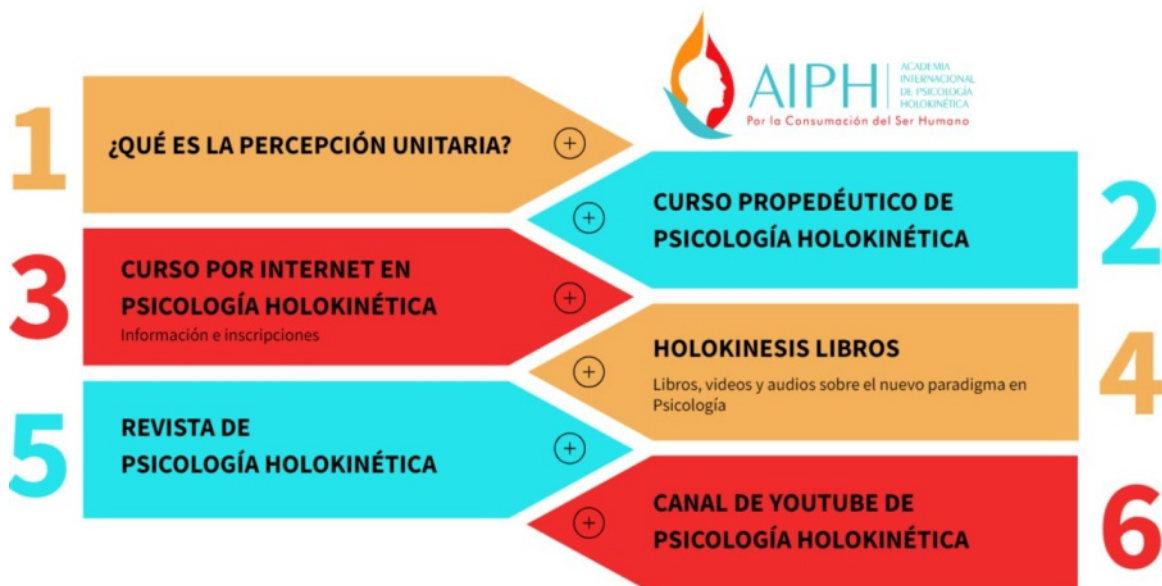 AIPH
ACADEMIA
INTERNACIONAL
DE PSICOLOGÍA
HOLOKINÉTICA
Por la Consumación del Ser Humano
1
¿QUÉ ES LA PERCEPCIÓN UNITARIA?
2
CURSO PROPEDÉUTICO DE
PSICOLOGÍA HOLOKINÉTICA
3
CURSO POR INTERNET EN
PSICOLOGÍA HOLOKINÉTICA
Información e inscripciones
4
HOLOKINESIS LIBROS
Libros, videos y audios sobre el nuevo paradigma en
Psicología
5
REVISTA DE
PSICOLOGÍA HOLOKINÉTICA
6
CANAL DE YOUTUBE DE
PSICOLOGÍA HOLOKINÉTICA